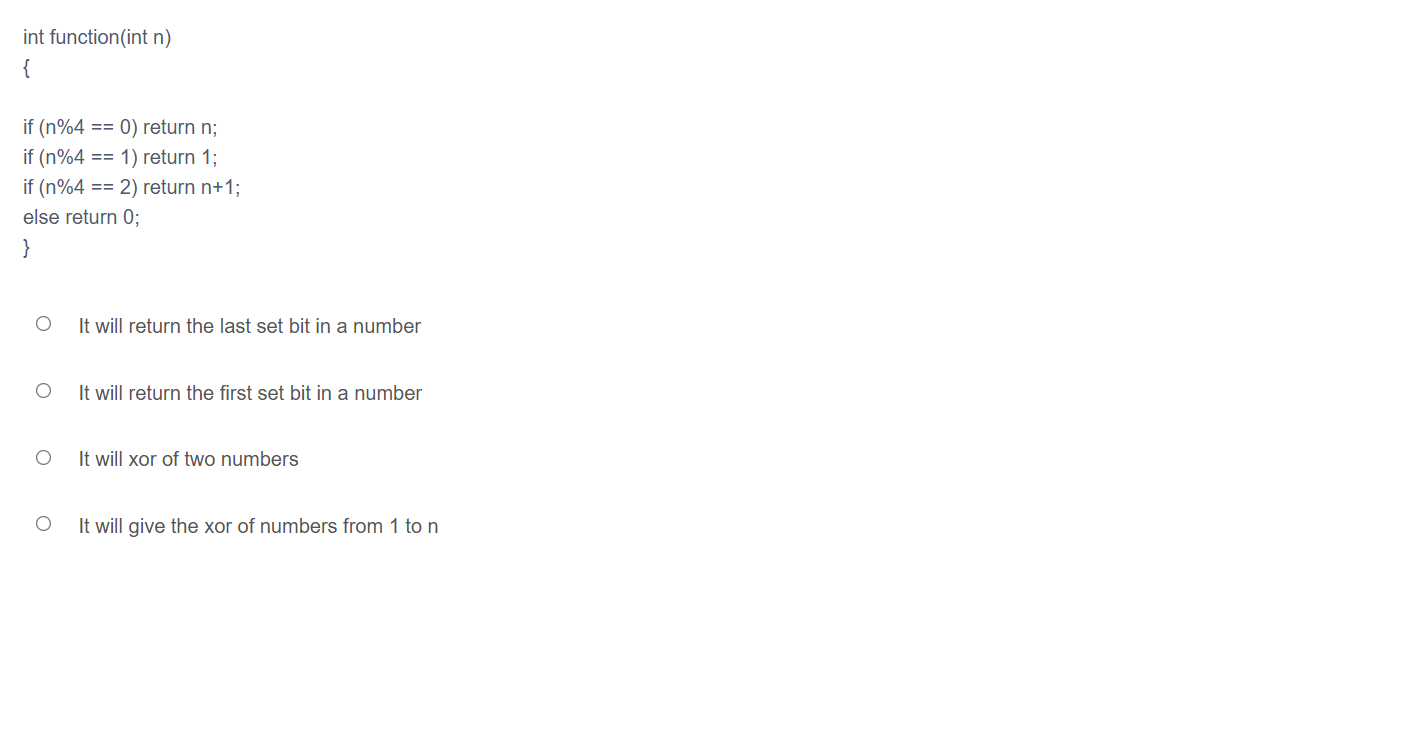 int function(int n)
{
if (n%4 == 0) return n;
if (n%4 == 1) return 1;
if (n%4 == 2) return n+1;
else return 0;
}
It will return the last set bit in a number
It will return the first set bit in a number
It will xor of two numbers
It will give the xor of numbers from 1 to n